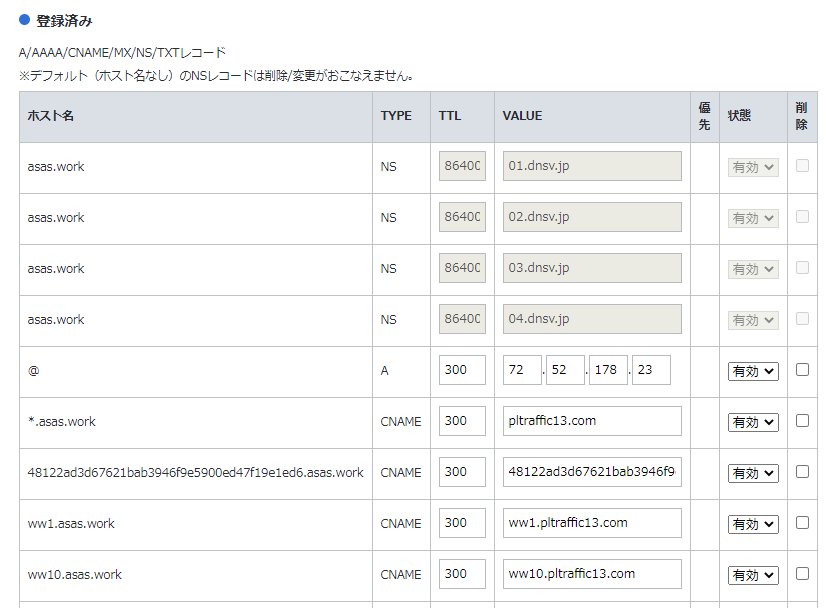 登録済み
A/AAAA/CNAME/MX/NS/TXTレコード
※デフォルト（ホスト名なし）のNSレコードは削除/変更がおこなえません。
ホスト名 TYPE TTL VALUE 優先 状態 削除
asas.work NS 86400 01.dnsv.jp 有効
asas.work NS 86400 02.dnsv.jp 有効
asas.work NS 86400 03.dnsv.jp 有効
asas.work NS 86400 04.dnsv.jp 有効
@ A 300 72 . 52 . 178 . 23 有効
*.asas.work CNAME 300 pltraffic13.com 有効
48122ad3d67621bab3946f9e5900ed47f19e1ed6.asas.work CNAME 300 48122ad3d67621bab3946f9 有効
ww1.asas.work CNAME 300 ww1.pltraffic13.com 有効
ww10.asas.work CNAME 300 ww10.pltraffic13.com 有効